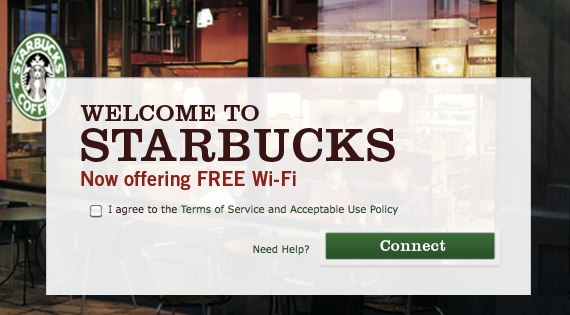 STARBUCKS
COFFEE
WELCOME TO
STARBUCKS
Now offering FREE Wi-Fi
I agree to the Terms of Service and Acceptable Use Policy
Need Help?
Connect